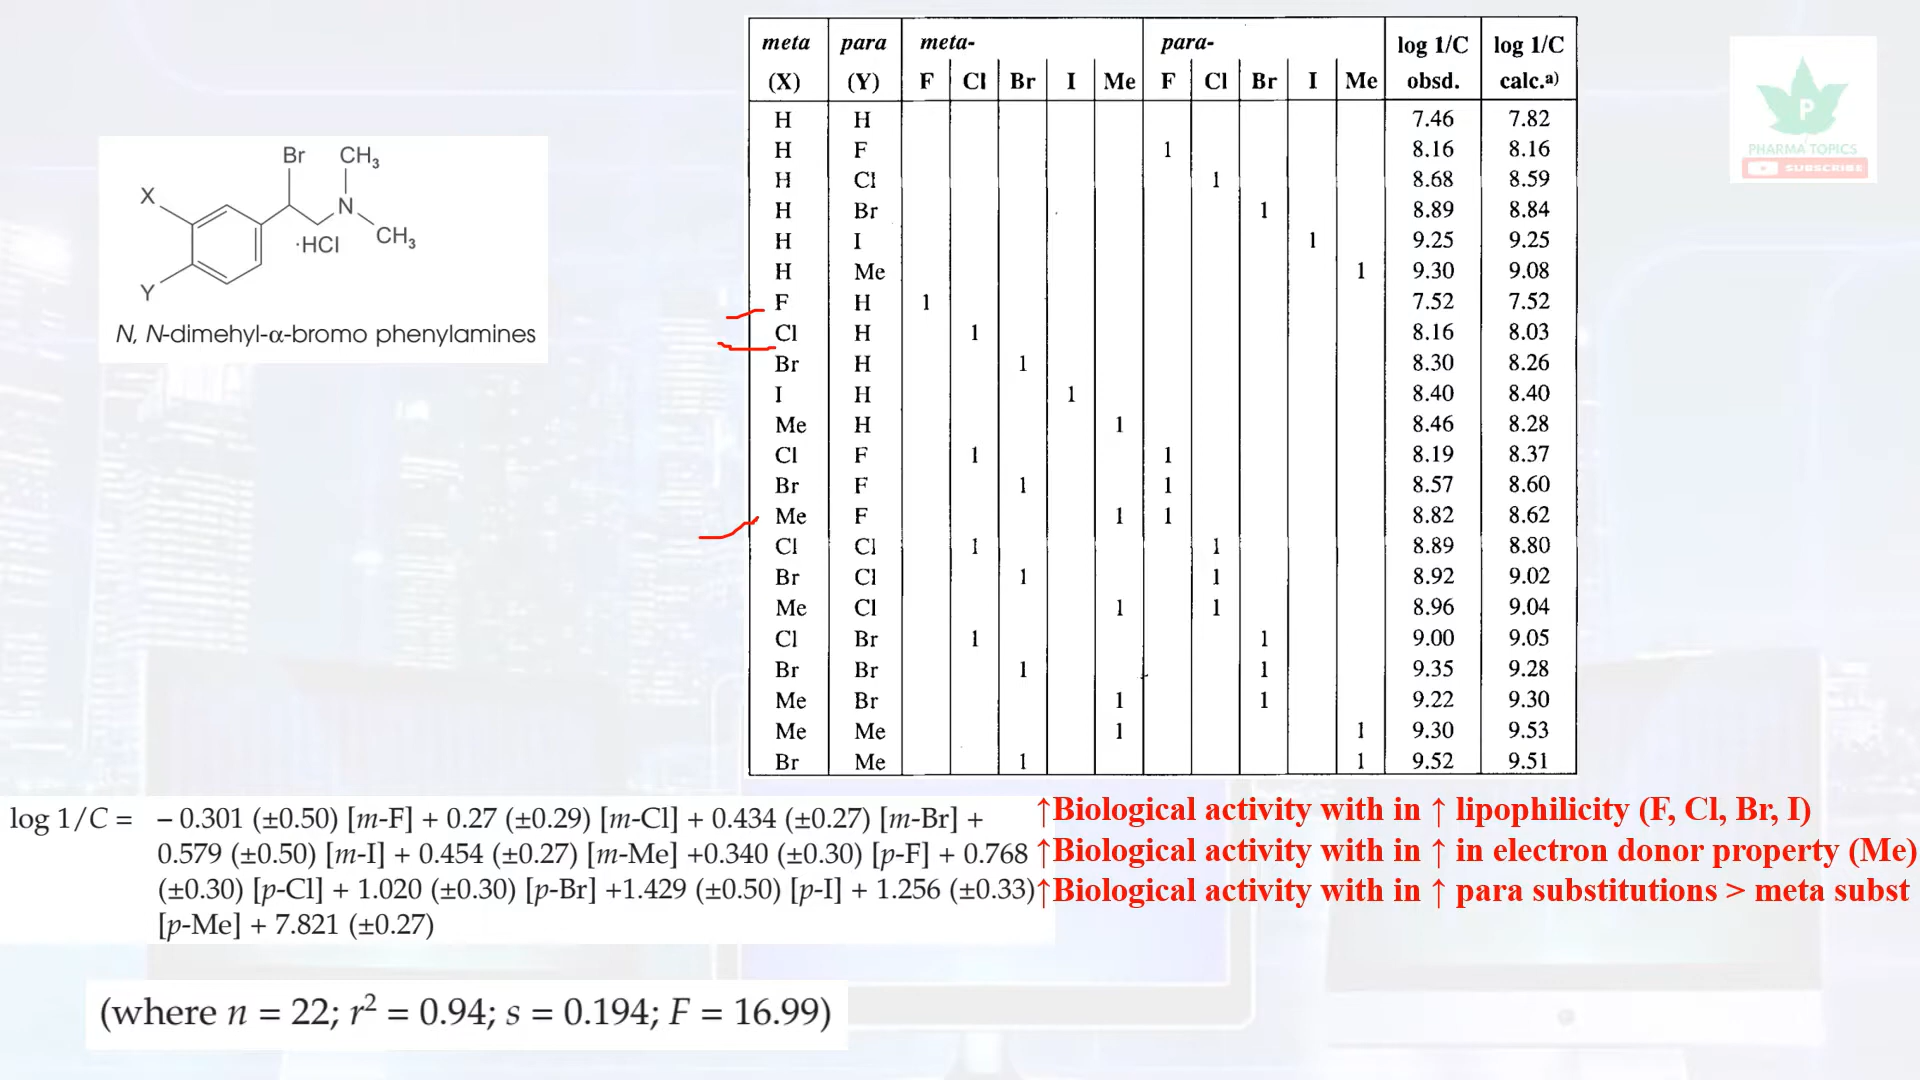 Br CH₃
X
N
·HCl CH₃
Y
N, N-dimehyl-α-bromo phenylamines
meta para meta- para- log 1/C log 1/C
(X) (Y) F Cl Br I Me F Cl Br I Me obsd. calc.a)
H H 7.46 7.82
H F 1 8.16 8.16
H Cl 1 8.68 8.59
H Br 1 8.89 8.84
H I 1 9.25 9.25
H Me 1 9.30 9.08
F H 1 7.52 7.52
Cl H 1 8.16 8.03
Br H 1 8.30 8.26
I H 1 8.40 8.40
Me H 1 8.46 8.28
Cl F 1 1 8.19 8.37
Br F 1 1 8.57 8.60
Me F 1 1 8.82 8.62
Cl Cl 1 1 8.89 8.80
Br Cl 1 1 8.92 9.02
Me Cl 1 1 8.96 9.04
Cl Br 1 1 9.00 9.05
Br Br 1 1 9.35 9.28
Me Br 1 1 9.22 9.30
Me Me 1 1 9.30 9.53
Br Me 1 1 9.52 9.51
P
PHARMA TOPICS
SUBSCRIBE
log 1/C = – 0.301 (±0.50) [m-F] + 0.27 (±0.29) [m-Cl] + 0.434 (±0.27) [m-Br] +
0.579 (±0.50) [m-I] + 0.454 (±0.27) [m-Me] +0.340 (±0.30) [p-F] + 0.768
(±0.30) [p-Cl] + 1.020 (±0.30) [p-Br] +1.429 (±0.50) [p-I] + 1.256 (±0.33)
[p-Me] + 7.821 (±0.27)
↑Biological activity with in ↑ lipophilicity (F, Cl, Br, I)
↑Biological activity with in ↑ in electron donor property (Me)
↑Biological activity with in ↑ para substitutions > meta subst
(where n = 22; r² = 0.94; s = 0.194; F = 16.99)